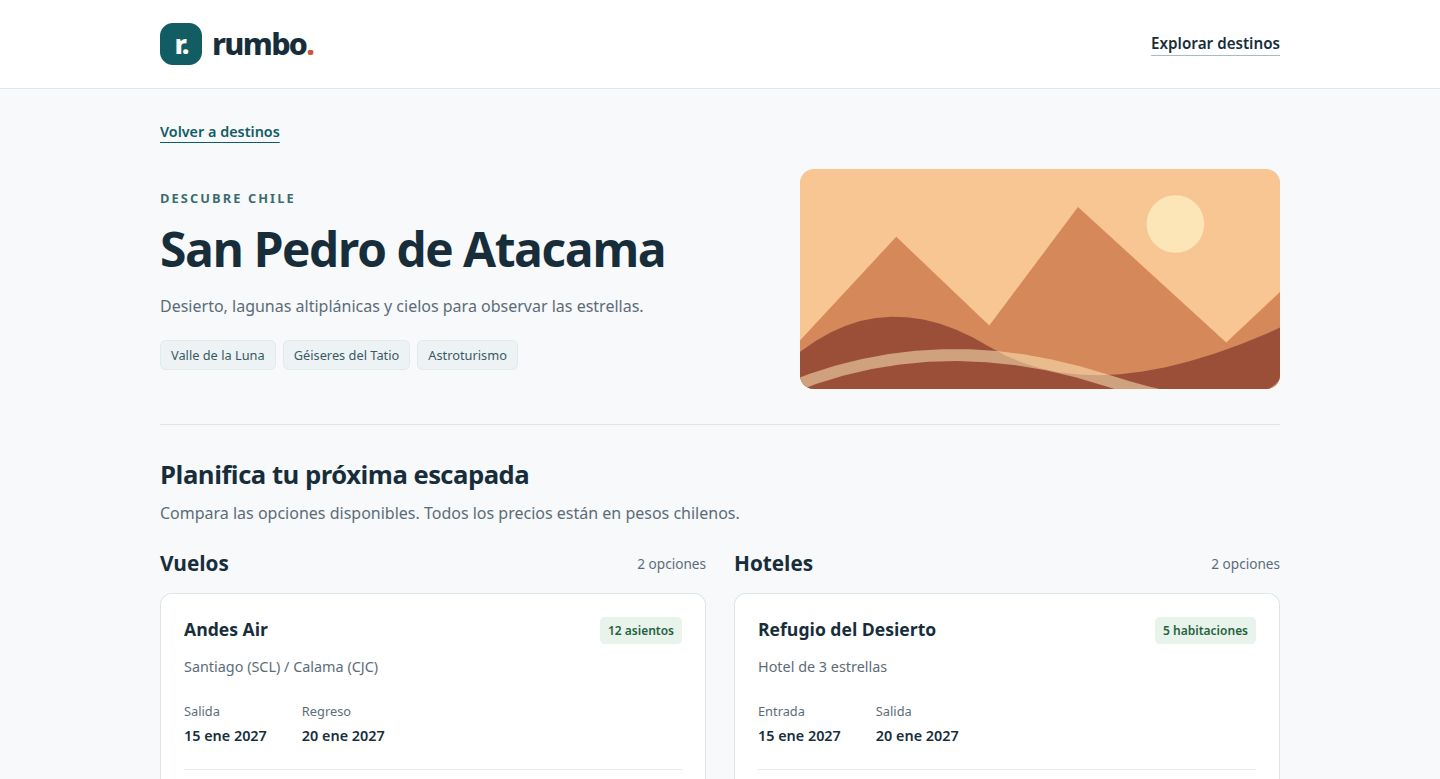 r. rumbo.
Explorar destinos
Volver a destinos
DESCUBRE CHILE
San Pedro de Atacama
Desierto, lagunas altiplánicas y cielos para observar las estrellas.
Valle de la Luna
Géiseres del Tatio
Astroturismo
Planifica tu próxima escapada
Compara las opciones disponibles. Todos los precios están en pesos chilenos.
Vuelos
2 opciones
Andes Air
12 asientos
Santiago (SCL) / Calama (CJC)
Salida Regreso
15 ene 2027 20 ene 2027
Hoteles
2 opciones
Refugio del Desierto
5 habitaciones
Hotel de 3 estrellas
Entrada Salida
15 ene 2027 20 ene 2027